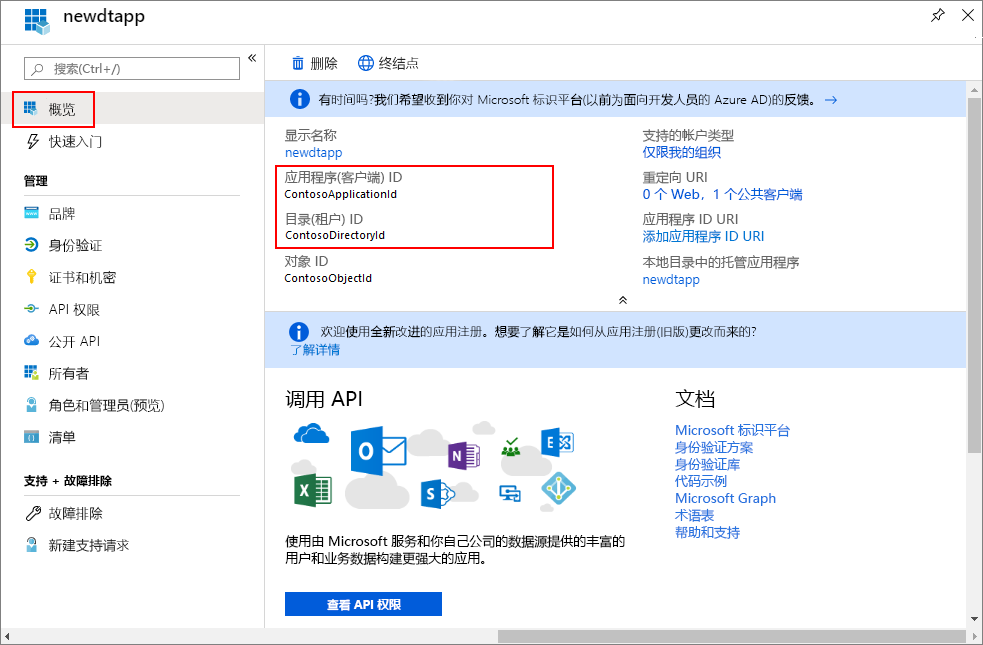 newdtapp
搜索(Ctrl+/)
概览
快速入门
管理
品牌
身份验证
证书和机密
API 权限
公开 API
所有者
角色和管理员(预览)
清单
支持 + 故障排除
故障排除
新建支持请求
删除
终结点
有时间吗?我们希望收到你对 Microsoft 标识平台(以前为面向开发人员的 Azure AD)的反馈。 →
显示名称
newdtapp
应用程序(客户端) ID
ContosoApplicationId
目录(租户) ID
ContosoDirectoryId
对象 ID
ContosoObjectId
支持的帐户类型
仅限我的组织
重定向 URI
0 个 Web，1 个公共客户端
应用程序 ID URI
添加应用程序 ID URI
本地目录中的托管应用程序
newdtapp
欢迎使用全新改进的应用注册。想要了解它是如何从应用注册(旧版)更改而来的?
了解详情
调用 API
使用由 Microsoft 服务和你自己公司的数据源提供的丰富的
用户和业务数据构建更强大的应用。
查看 API 权限
文档
Microsoft 标识平台
身份验证方案
身份验证库
代码示例
Microsoft Graph
术语表
帮助和支持